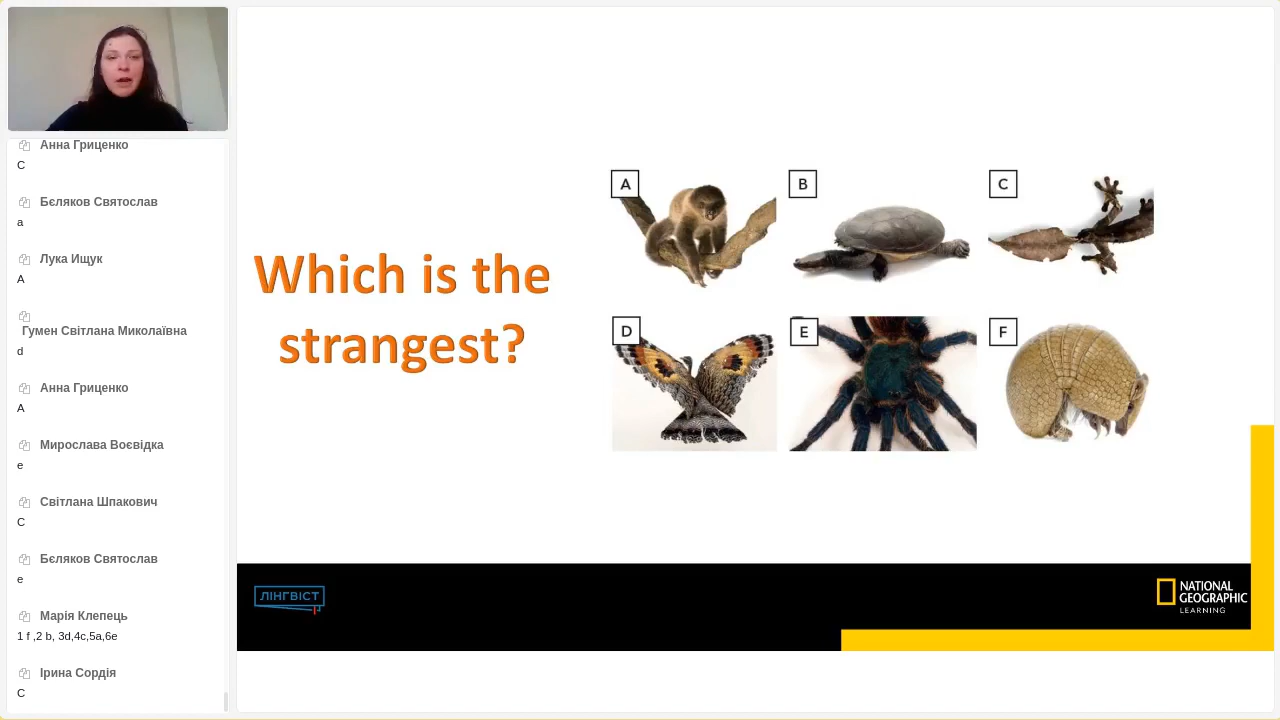 Анна Гриценко
C
Бєляков Святослав
a
Лука Ищук
A
Гумен Світлана Миколаївна
d
Анна Гриценко
A
Мирослава Воєвідка
e
Світлана Шпакович
C
Бєляков Святослав
e
Марія Клепець
1 f ,2 b, 3d,4c,5a,6e
Ірина Сордія
C
Which is the
strangest?
A
B
C
D
E
F
ЛІНГВІСТ
NATIONAL
GEOGRAPHIC
LEARNING